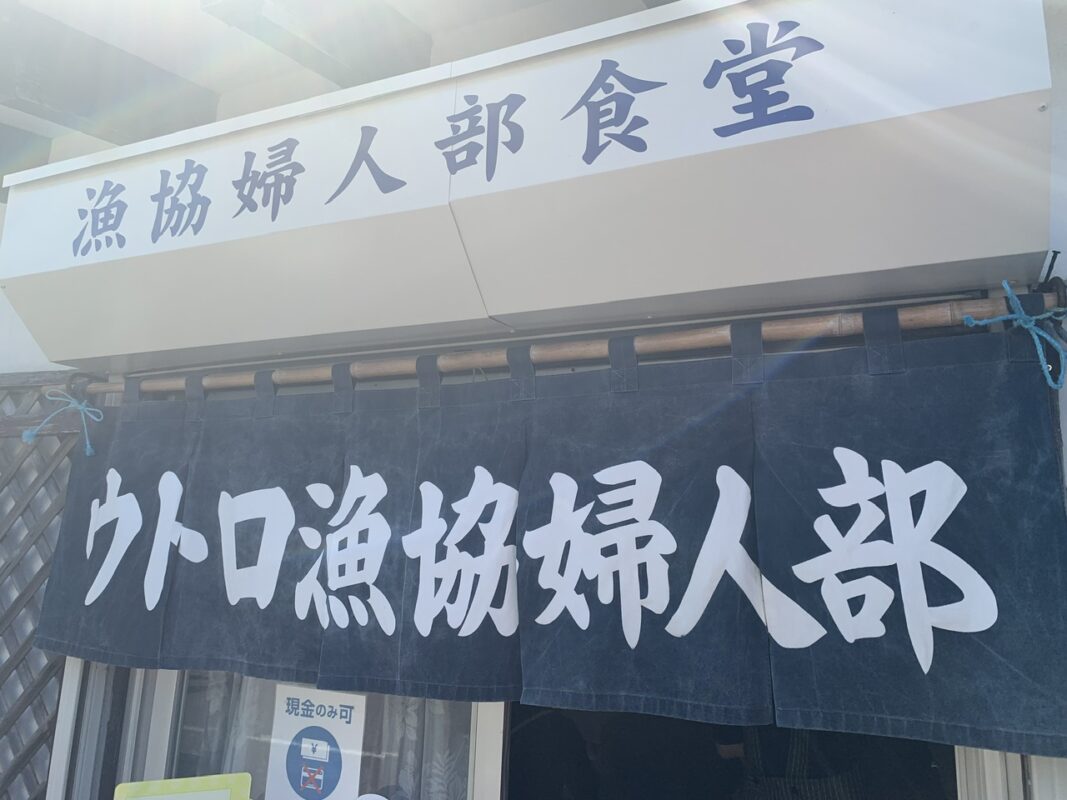 漁協婦人部食堂
ウトロ漁協婦人部
現金のみ可
¥